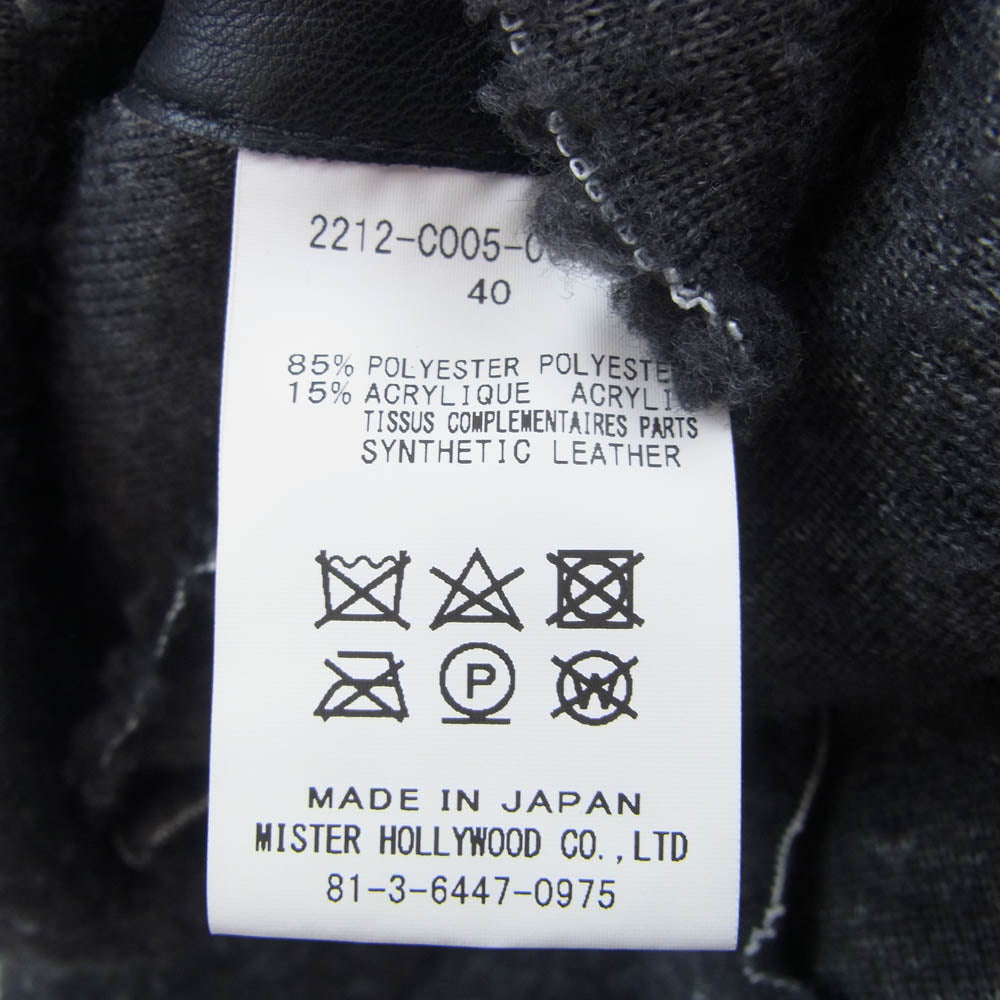 2212-C005-0
40
85% POLYESTER POLYESTE
15% ACRYLIQUE ACRYLI
TISSUS COMPLEMENTAIRES PARTS
SYNTHETIC LEATHER
P
W
MADE IN JAPAN
MISTER HOLLYWOOD CO.,LTD
81-3-6447-0975